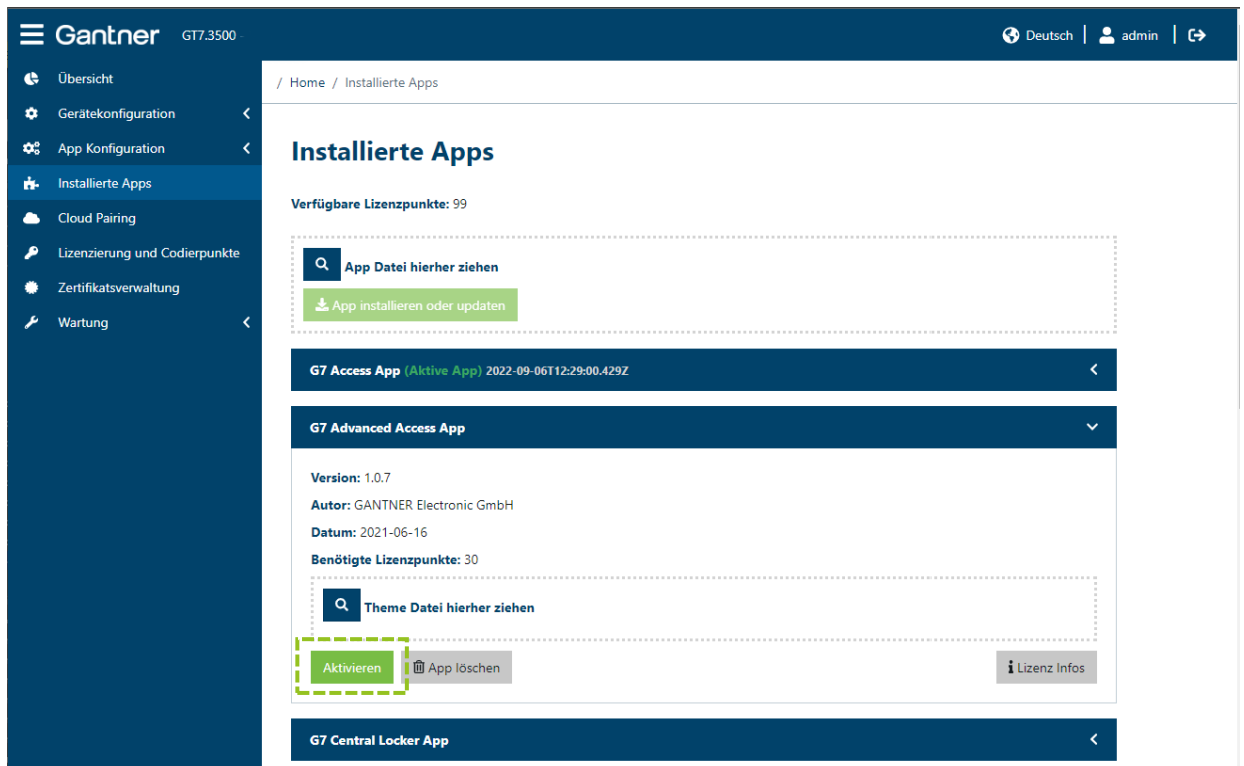 Gantner GT7.3500 -
Deutsch | admin |
Übersicht
Gerätekonfiguration
App Konfiguration
Installierte Apps
Cloud Pairing
Lizenzierung und Codierpunkte
Zertifikatsverwaltung
Wartung
/ Home / Installierte Apps
Installierte Apps
Verfügbare Lizenzpunkte: 99
App Datei hierher ziehen
App installieren oder updaten
G7 Access App (Aktive App) 2022-09-06T12:29:00.429Z
G7 Advanced Access App
Version: 1.0.7
Autor: GANTNER Electronic GmbH
Datum: 2021-06-16
Benötigte Lizenzpunkte: 30
Theme Datei hierher ziehen
Aktivieren App löschen Lizenz Infos
G7 Central Locker App